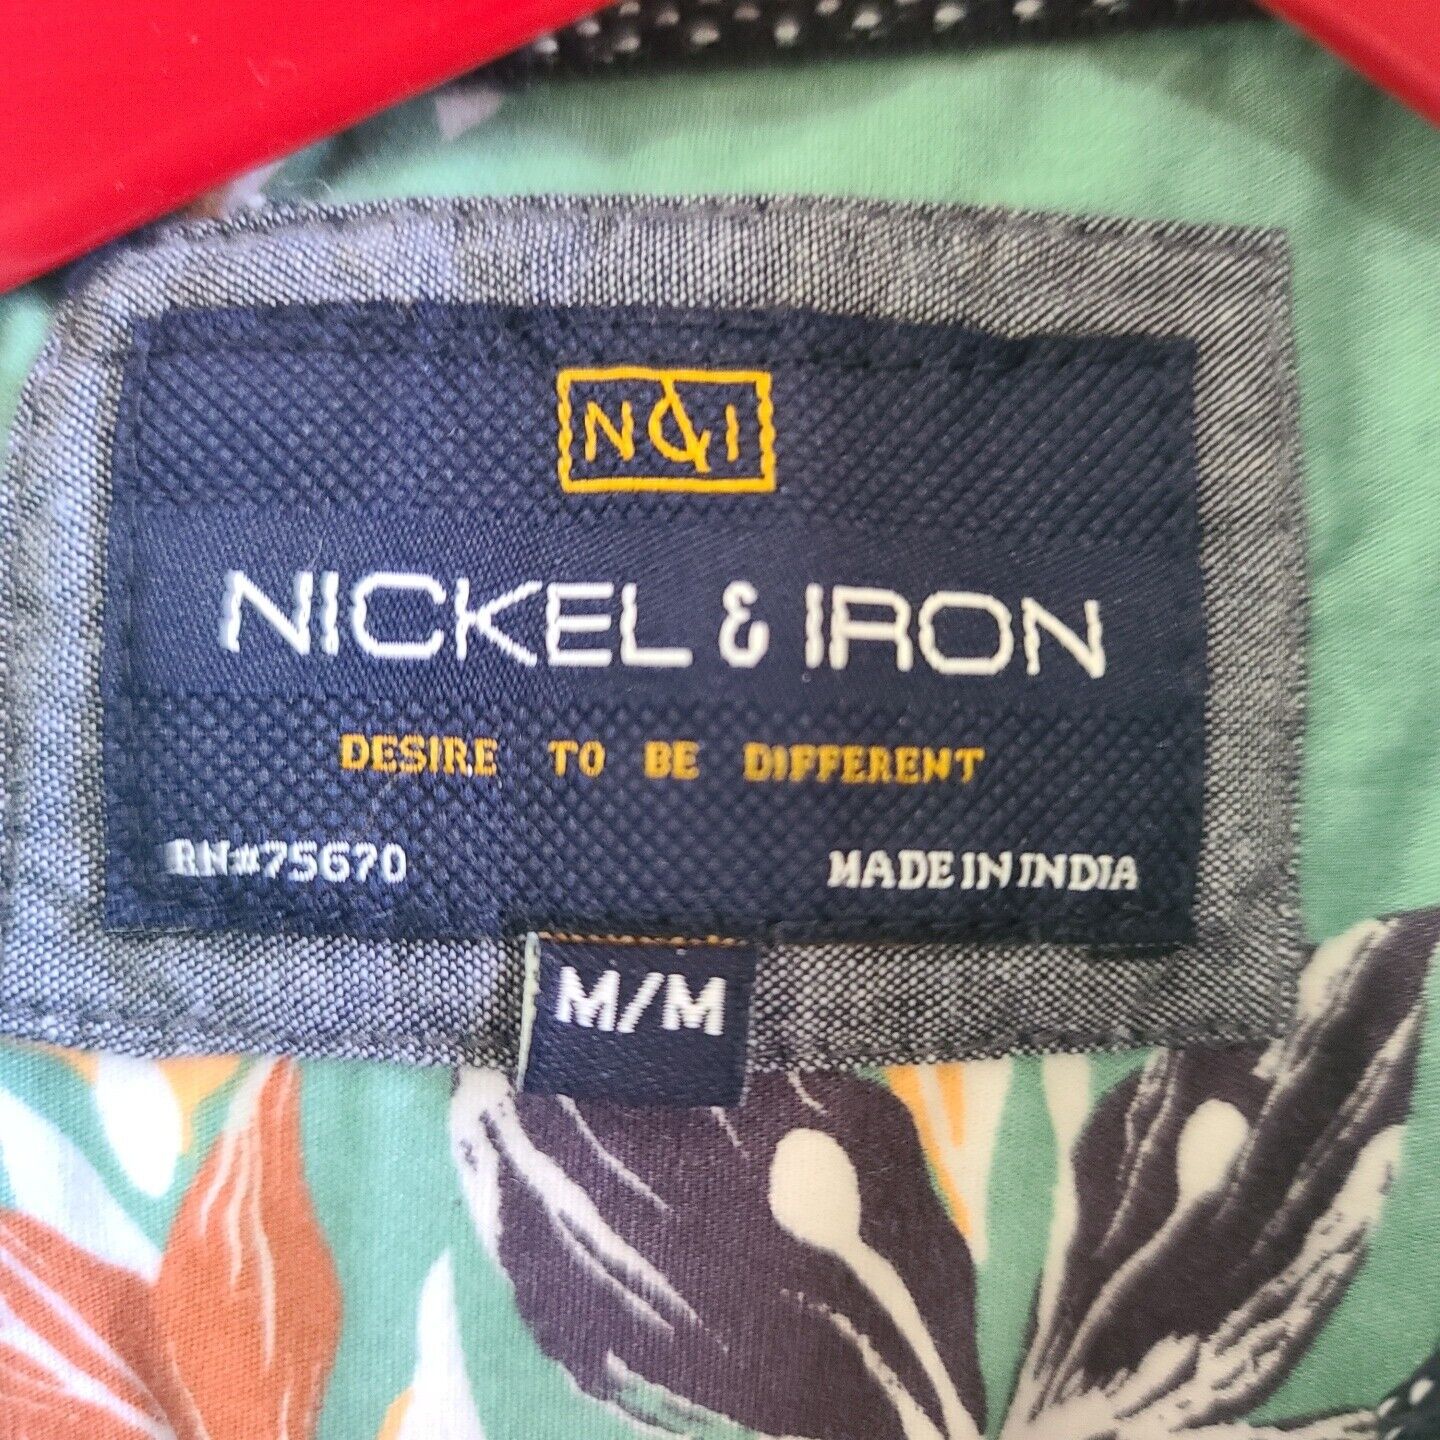 N&I
NICKEL & IRON
DESIRE TO BE DIFFERENT
RN#75670 MADE IN INDIA
M/M